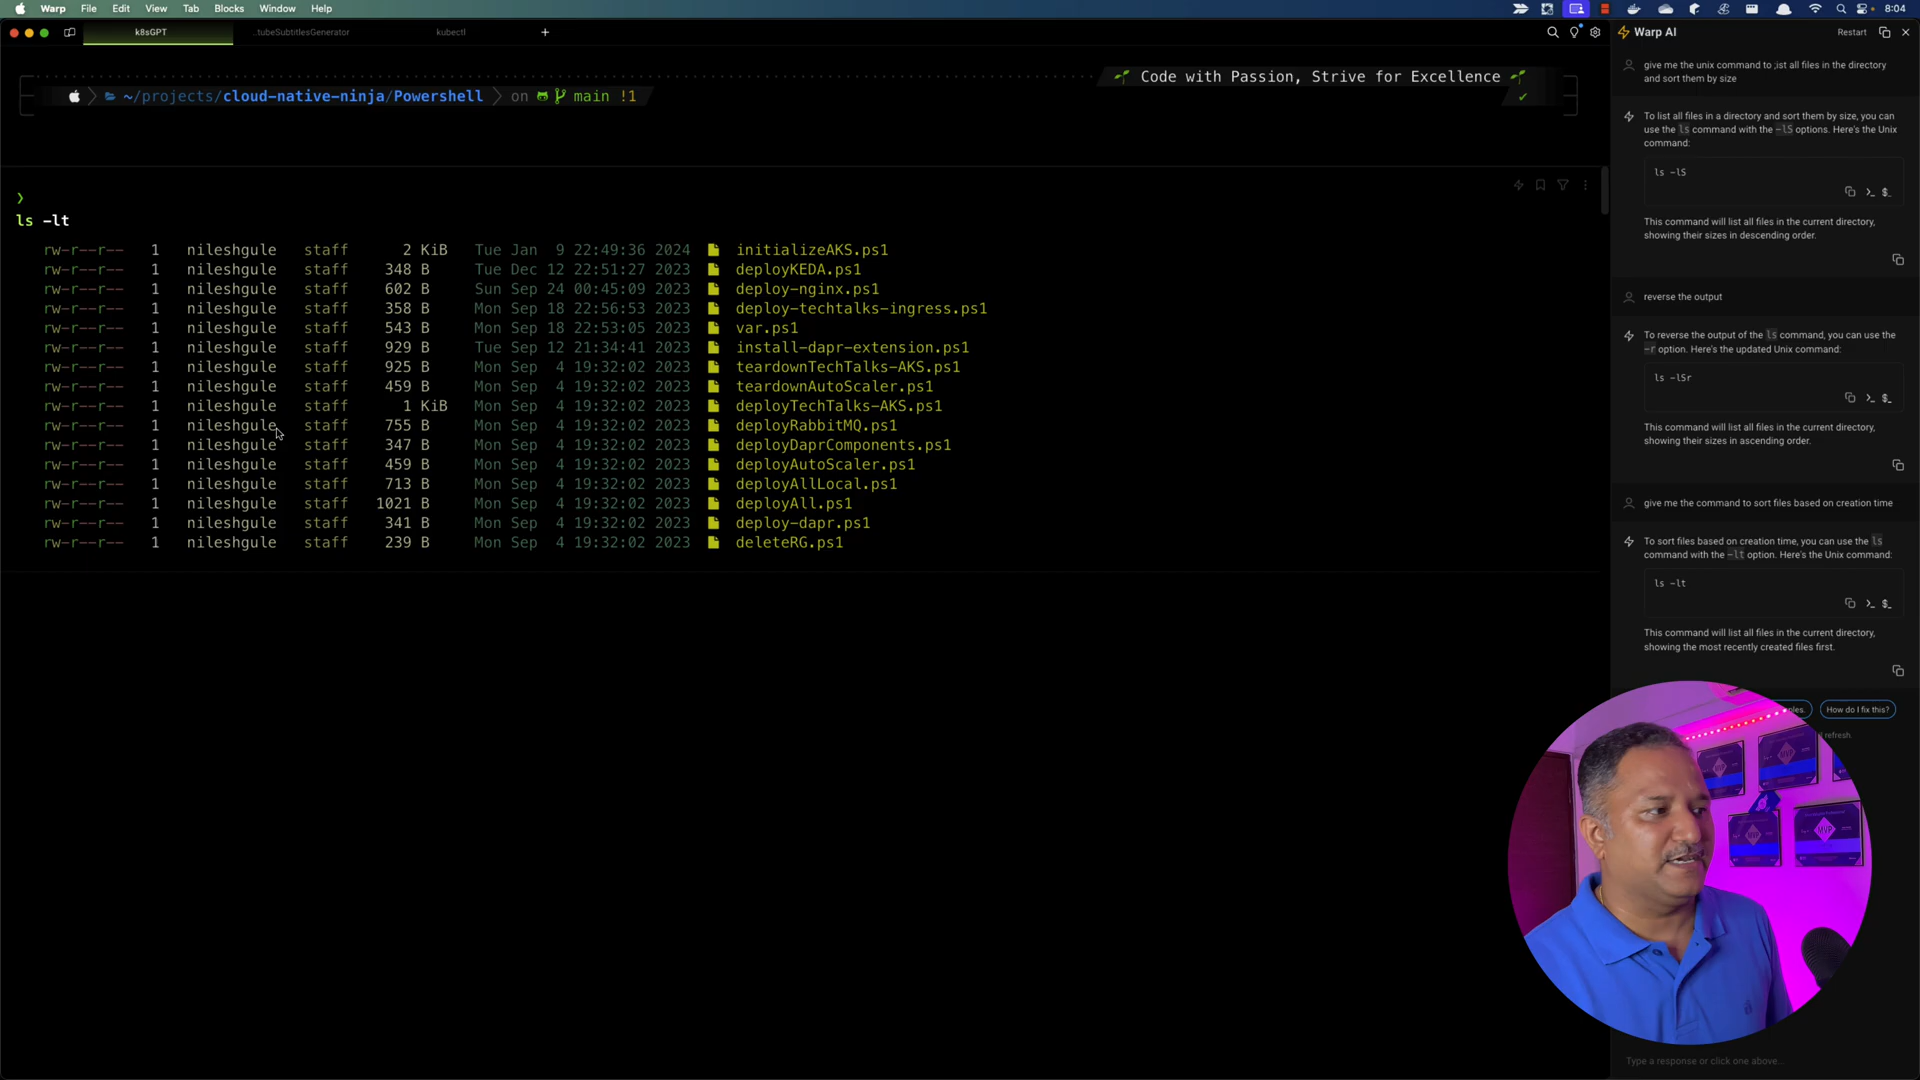 Warp File Edit View Tab Blocks Window Help 8:04
k8sGPT ..tubeSubtitlesGenerator kubectl +
Code with Passion, Strive for Excellence
~/projects/cloud-native-ninja/Powershell on main !1
❯
ls -lt
rw-r--r-- 1 nileshgule staff 2 KiB Tue Jan 9 22:49:36 2024 initializeAKS.ps1
rw-r--r-- 1 nileshgule staff 348 B Tue Dec 12 22:51:27 2023 deployKEDA.ps1
rw-r--r-- 1 nileshgule staff 602 B Sun Sep 24 00:45:09 2023 deploy-nginx.ps1
rw-r--r-- 1 nileshgule staff 358 B Mon Sep 18 22:56:53 2023 deploy-techtalks-ingress.ps1
rw-r--r-- 1 nileshgule staff 543 B Mon Sep 18 22:53:05 2023 var.ps1
rw-r--r-- 1 nileshgule staff 929 B Tue Sep 12 21:34:41 2023 install-dapr-extension.ps1
rw-r--r-- 1 nileshgule staff 925 B Mon Sep 4 19:32:02 2023 teardownTechTalks-AKS.ps1
rw-r--r-- 1 nileshgule staff 459 B Mon Sep 4 19:32:02 2023 teardownAutoScaler.ps1
rw-r--r-- 1 nileshgule staff 1 KiB Mon Sep 4 19:32:02 2023 deployTechTalks-AKS.ps1
rw-r--r-- 1 nileshgule staff 755 B Mon Sep 4 19:32:02 2023 deployRabbitMQ.ps1
rw-r--r-- 1 nileshgule staff 347 B Mon Sep 4 19:32:02 2023 deployDaprComponents.ps1
rw-r--r-- 1 nileshgule staff 459 B Mon Sep 4 19:32:02 2023 deployAutoScaler.ps1
rw-r--r-- 1 nileshgule staff 713 B Mon Sep 4 19:32:02 2023 deployAllLocal.ps1
rw-r--r-- 1 nileshgule staff 1021 B Mon Sep 4 19:32:02 2023 deployAll.ps1
rw-r--r-- 1 nileshgule staff 341 B Mon Sep 4 19:32:02 2023 deploy-dapr.ps1
rw-r--r-- 1 nileshgule staff 239 B Mon Sep 4 19:32:02 2023 deleteRG.ps1
Warp AI Restart
give me the unix command to ;ist all files in the directory
and sort them by size
To list all files in a directory and sort them by size, you can
use the ls command with the -lS options. Here's the Unix
command:
ls -lS
This command will list all files in the current directory,
showing their sizes in descending order.
reverse the output
To reverse the output of the ls command, you can use the
-r option. Here's the updated Unix command:
ls -lSr
This command will list all files in the current directory,
showing their sizes in ascending order.
give me the command to sort files based on creation time
To sort files based on creation time, you can use the ls
command with the -lt option. Here's the Unix command:
ls -lt
This command will list all files in the current directory,
showing the most recently created files first.
ples. How do I fix this?
refresh
MVP
MVP
Type a response or click one above...